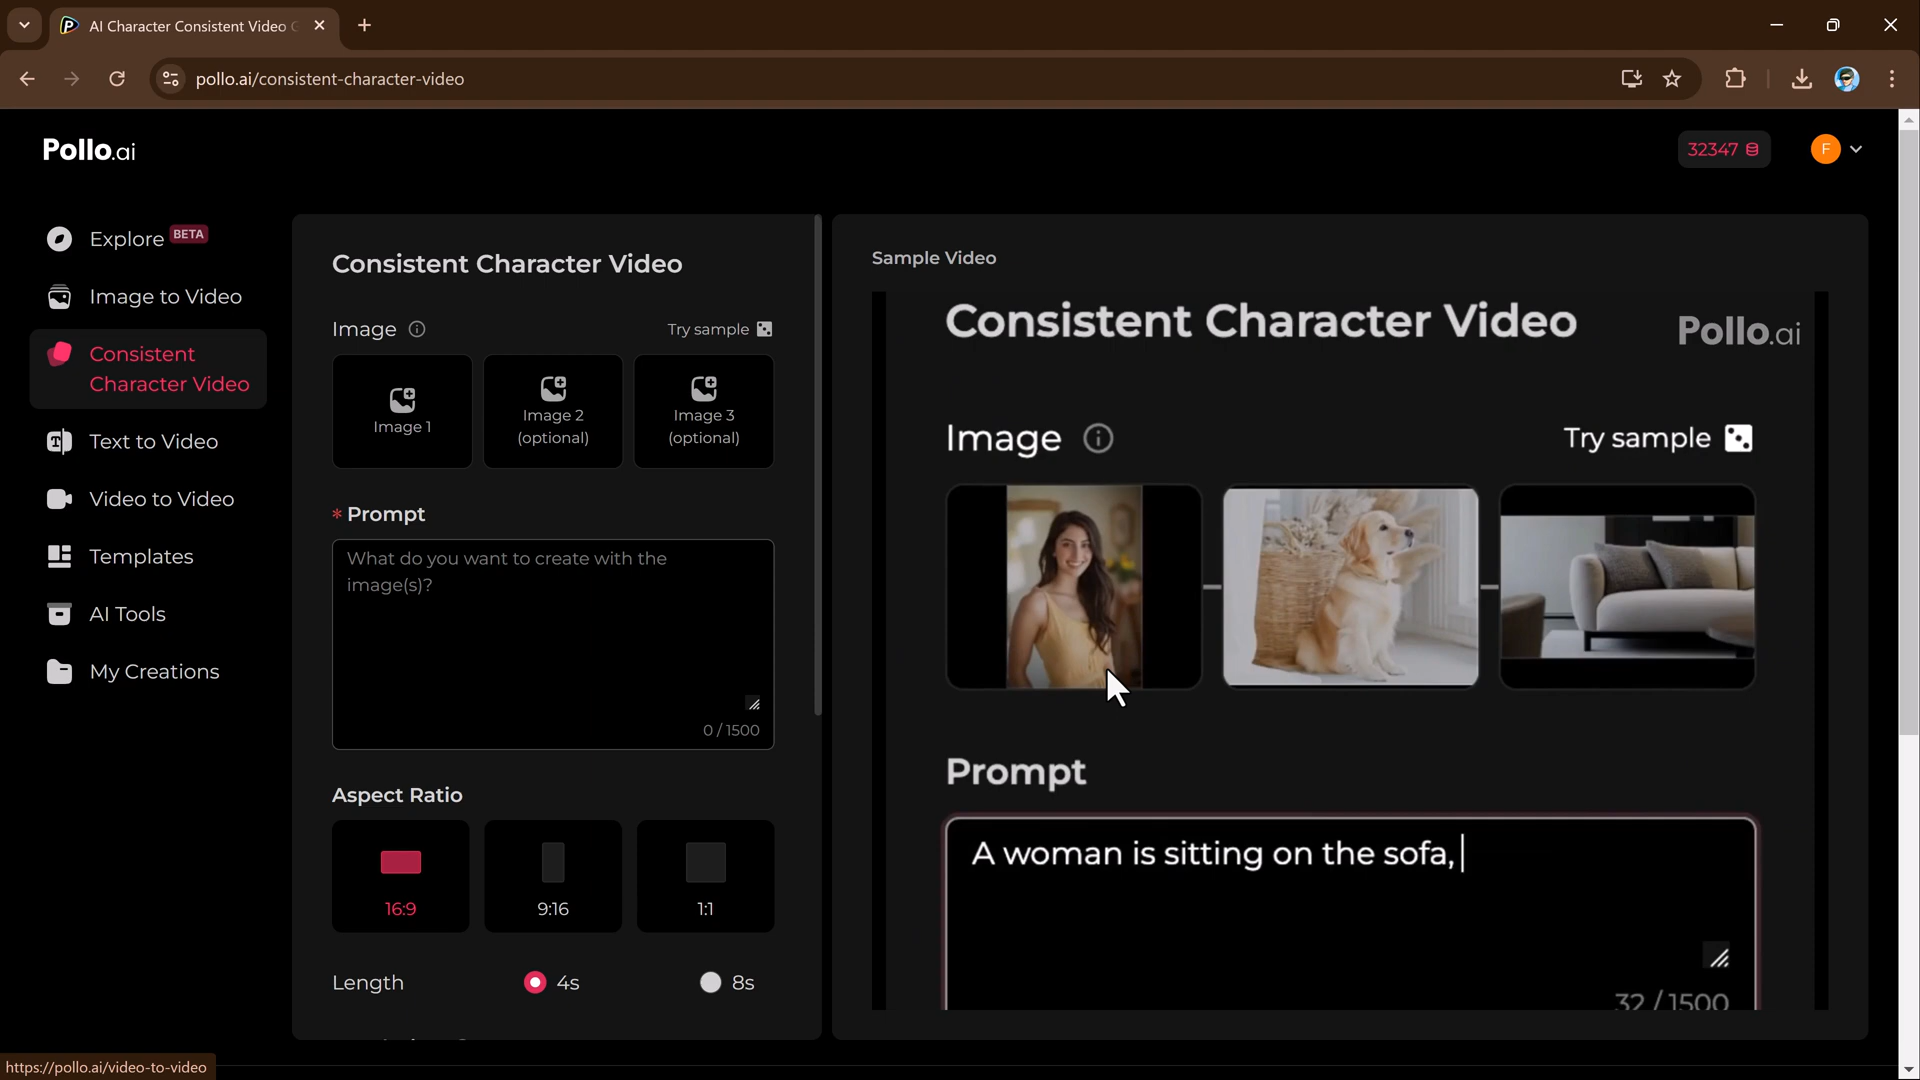 AI Character Consistent Video
pollo.ai/consistent-character-video
Pollo.ai
32347
F
Explore BETA
Image to Video
Consistent
Character Video
Text to Video
Video to Video
Templates
AI Tools
My Creations
Consistent Character Video
Image
Try sample
Image 1
Image 2
(optional)
Image 3
(optional)
* Prompt
What do you want to create with the
image(s)?
0 / 1500
Aspect Ratio
16:9
9:16
1:1
Length
4s
8s
Sample Video
Consistent Character Video
Pollo.ai
Image
Try sample
Prompt
A woman is sitting on the sofa,
32 / 1500
https://pollo.ai/video-to-video